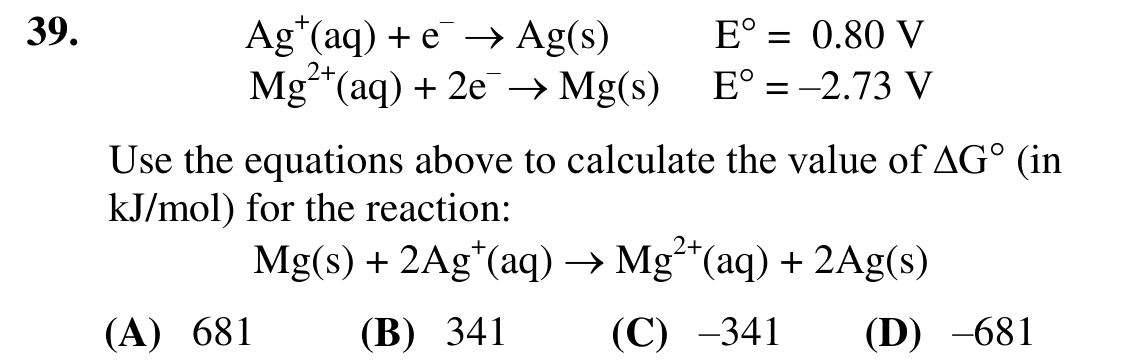 39. Ag⁺(aq) + e⁻ → Ag(s) E° = 0.80 V
Mg²⁺(aq) + 2e⁻ → Mg(s) E° = –2.73 V
Use the equations above to calculate the value of ΔG° (in
kJ/mol) for the reaction:
Mg(s) + 2Ag⁺(aq) → Mg²⁺(aq) + 2Ag(s)
(A) 681 (B) 341 (C) –341 (D) –681